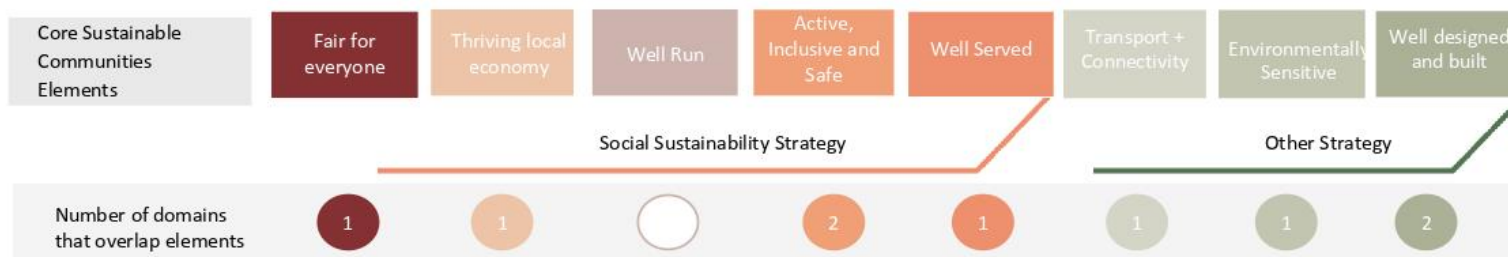 Core Sustainable
Communities
Elements
Fair for
everyone
Thriving local
economy
Well Run
Active,
Inclusive and
Safe
Well Served
Transport +
Connectivity
Environmentally
Sensitive
Well designed
and built
Social Sustainability Strategy
Other Strategy
Number of domains
that overlap elements
1
1
2
1
1
1
2